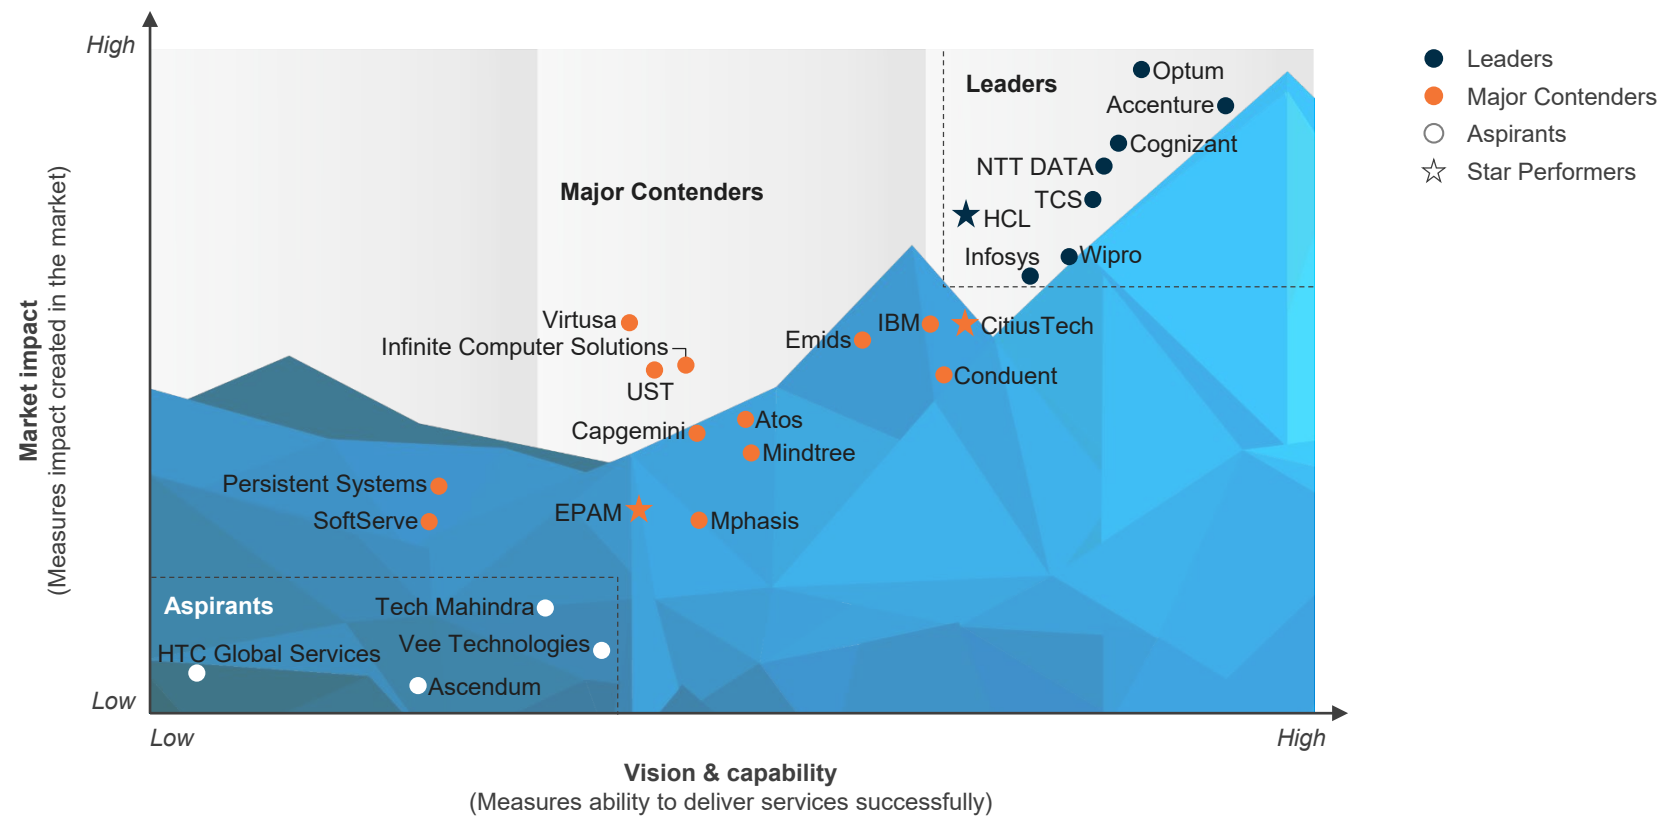 High
Leaders
Optum
Accenture
Cognizant
NTT DATA
TCS
HCL
Infosys
Wipro
Major Contenders
Virtusa
Infinite Computer Solutions
UST
Emids
IBM
CitiusTech
Conduent
Capgemini
Atos
Mindtree
Persistent Systems
SoftServe
EPAM
Mphasis
Aspirants
Tech Mahindra
Vee Technologies
HTC Global Services
Ascendum
Low
Market impact
(Measures impact created in the market)
Low
High
Vision & capability
(Measures ability to deliver services successfully)
Leaders
Major Contenders
Aspirants
Star Performers